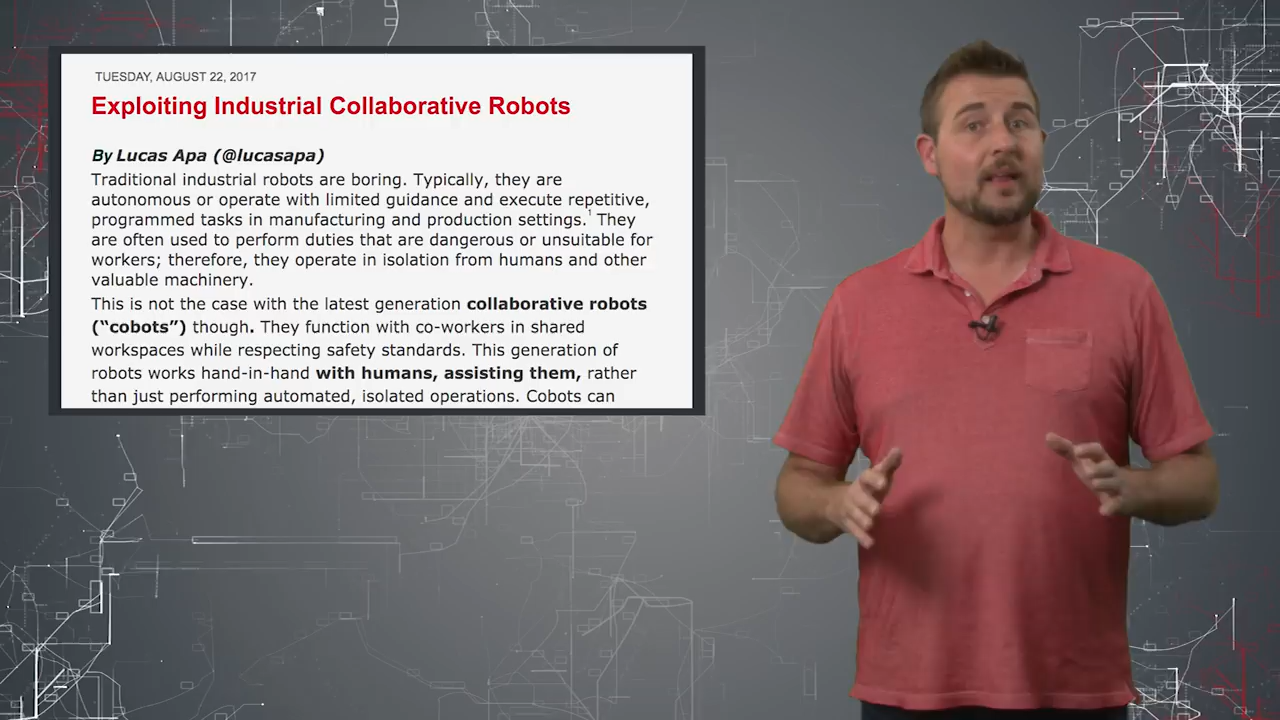 TUESDAY, AUGUST 22, 2017
Exploiting Industrial Collaborative Robots
By Lucas Apa (@lucasapa)
Traditional industrial robots are boring. Typically, they are
autonomous or operate with limited guidance and execute repetitive,
programmed tasks in manufacturing and production settings.¹ They
are often used to perform duties that are dangerous or unsuitable for
workers; therefore, they operate in isolation from humans and other
valuable machinery.
This is not the case with the latest generation collaborative robots
(“cobots”) though. They function with co-workers in shared
workspaces while respecting safety standards. This generation of
robots works hand-in-hand with humans, assisting them, rather
than just performing automated, isolated operations. Cobots can